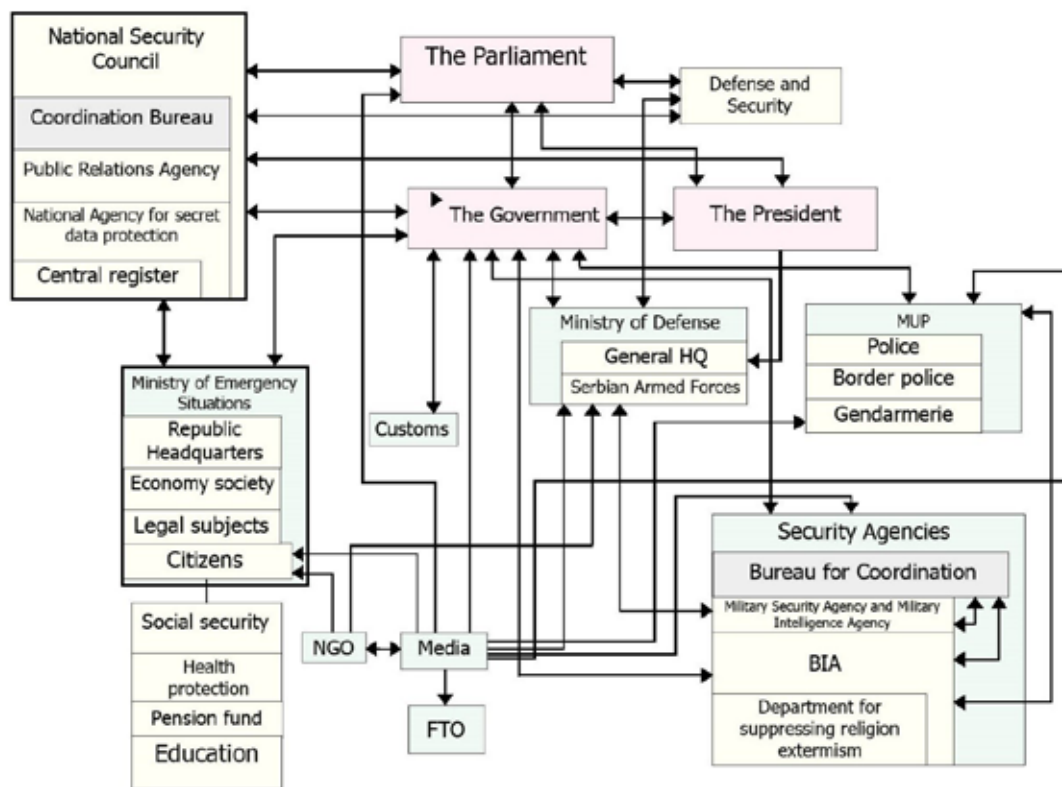 National Security
Council
Coordination Bureau
Public Relations Agency
National Agency for secret
data protection
Central register
The Parliament
Defense and
Security
The Government
The President
Ministry of Defense
General HQ
Serbian Armed Forces
MUP
Police
Border police
Gendarmerie
Ministry of Emergency
Situations
Republic
Headquarters
Economy society
Legal subjects
Citizens
Customs
Social security
Health
protection
Pension fund
Education
NGO
Media
FTO
Security Agencies
Bureau for Coordination
Military Security Agency and Military
Intelligence Agency
BIA
Department for
suppressing religion
extermism